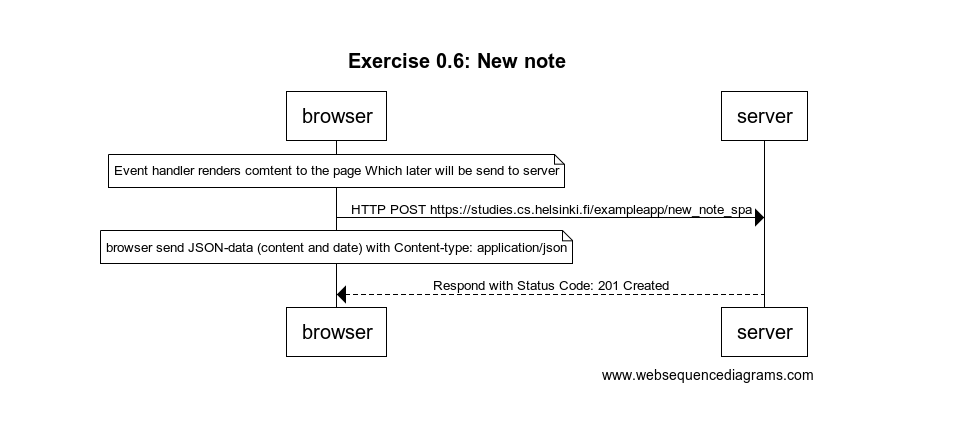 Exercise 0.6: New note
browser
server
Event handler renders comtent to the page Which later will be send to server
HTTP POST https://studies.cs.helsinki.fi/exampleapp/new_note_spa
browser send JSON-data (content and date) with Content-type: application/json
Respond with Status Code: 201 Created
browser
server
www.websequencediagrams.com